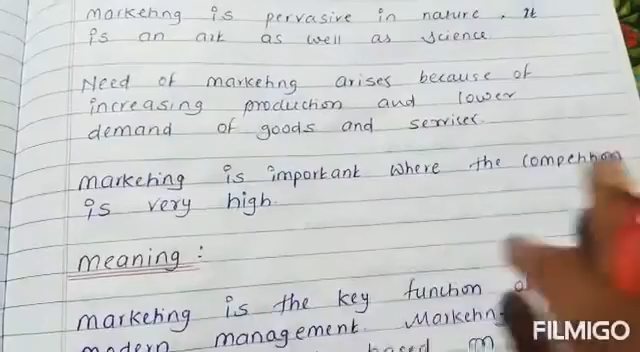 marketing is pervasive in nature. It
is an art as well as science
Need of marketing arises because of
increasing production and lower
demand of goods and services.
marketing is important where the competition
is very high.
meaning :
marketing is the key function
modern management. Marketing
based
FILMIGO